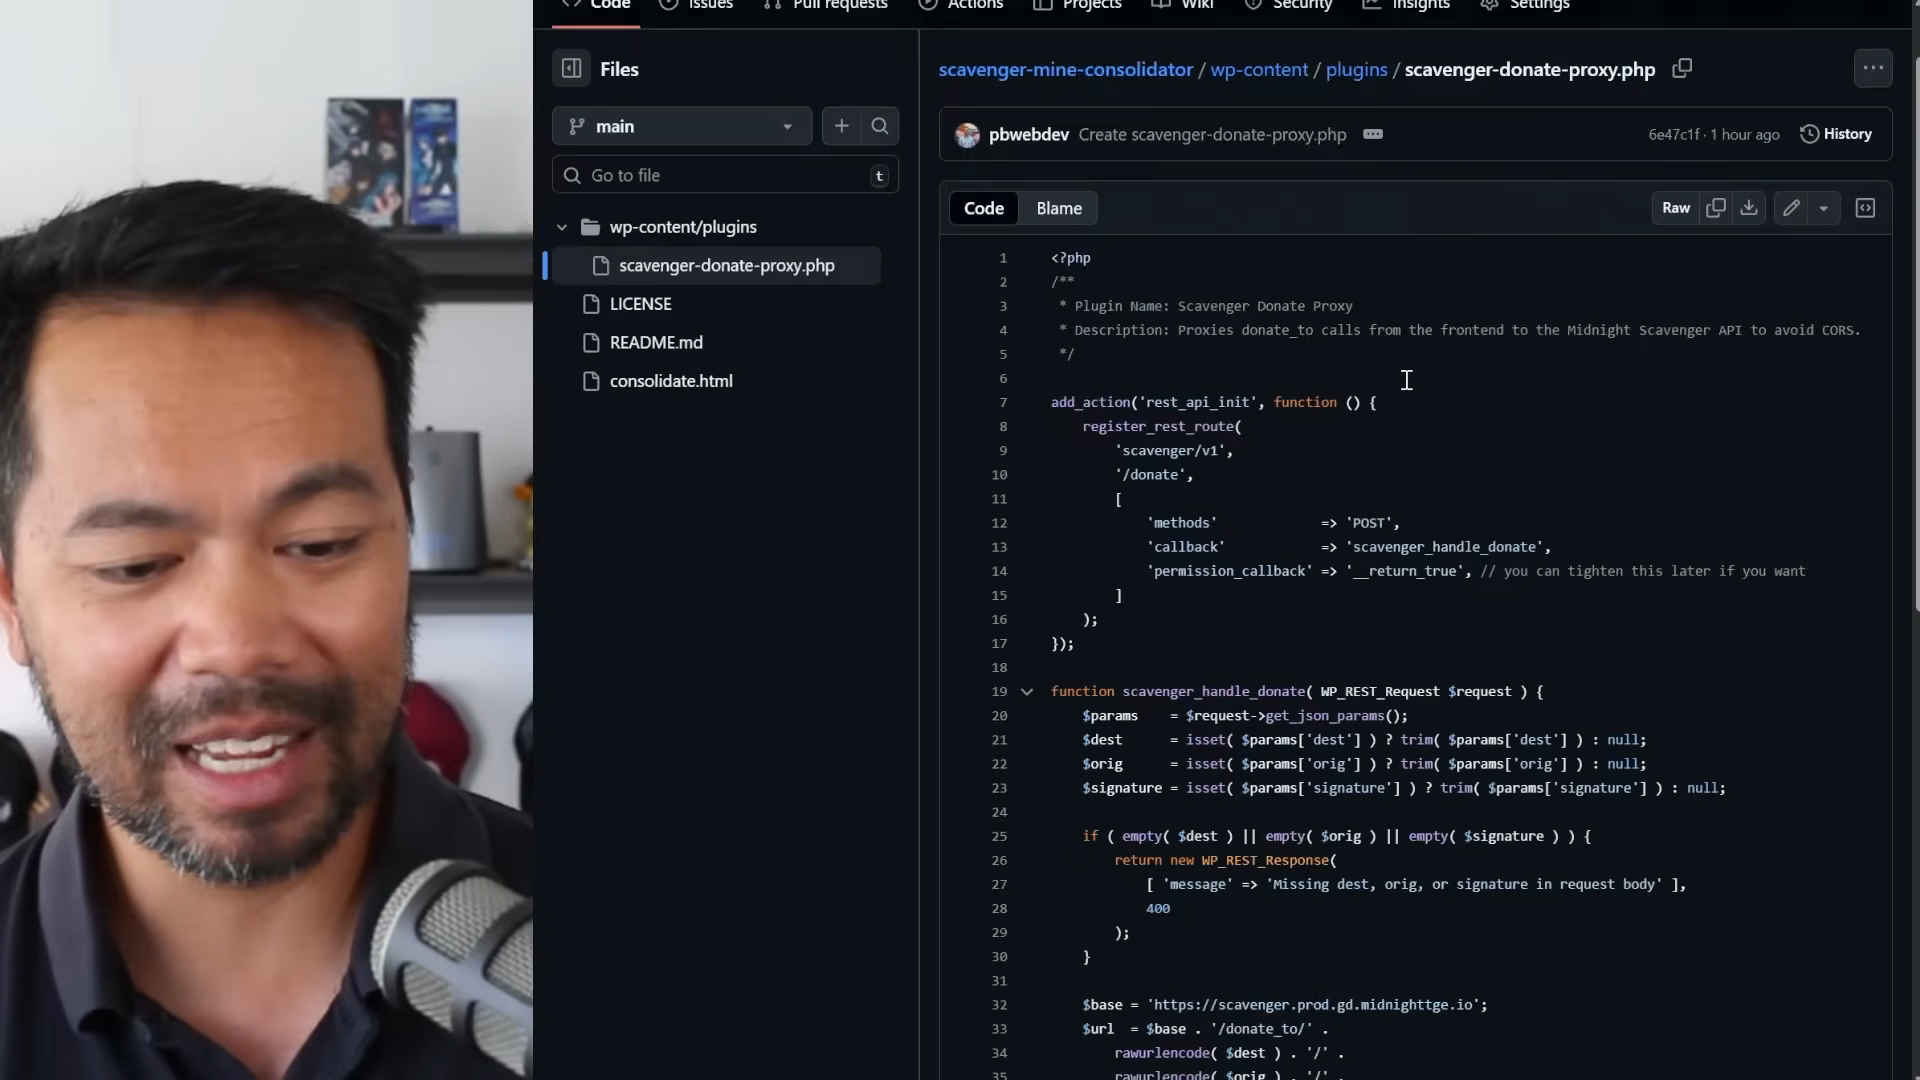 Code Issues Pull requests Actions Projects Wiki Security Insights Settings
Files
scavenger-mine-consolidator / wp-content / plugins / scavenger-donate-proxy.php
main
pbwebdev Create scavenger-donate-proxy.php
6e47c1f · 1 hour ago
History
Go to file
t
Code
Blame
Raw
wp-content/plugins
scavenger-donate-proxy.php
LICENSE
README.md
consolidate.html
1 <?php
2 /**
3 * Plugin Name: Scavenger Donate Proxy
4 * Description: Proxies donate_to calls from the frontend to the Midnight Scavenger API to avoid CORS.
5 */
6
7 add_action('rest_api_init', function () {
8 register_rest_route(
9 'scavenger/v1',
10 '/donate',
11 [
12 'methods' => 'POST',
13 'callback' => 'scavenger_handle_donate',
14 'permission_callback' => '__return_true', // you can tighten this later if you want
15 ]
16 );
17 });
18
19 function scavenger_handle_donate( WP_REST_Request $request ) {
20 $params = $request->get_json_params();
21 $dest = isset( $params['dest'] ) ? trim( $params['dest'] ) : null;
22 $orig = isset( $params['orig'] ) ? trim( $params['orig'] ) : null;
23 $signature = isset( $params['signature'] ) ? trim( $params['signature'] ) : null;
24
25 if ( empty( $dest ) || empty( $orig ) || empty( $signature ) ) {
26 return new WP_REST_Response(
27 [ 'message' => 'Missing dest, orig, or signature in request body' ],
28 400
29 );
30 }
31
32 $base = 'https://scavenger.prod.gd.midnighttge.io';
33 $url = $base . '/donate_to/' .
34 rawurlencode( $dest ) . '/' .
35 rawurlencode( $orig ) . '/' .